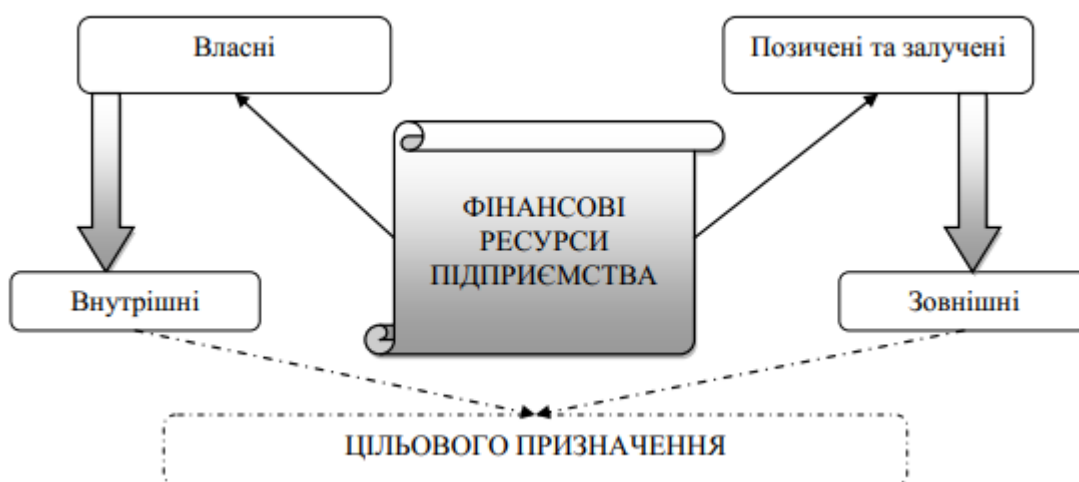 Власні
Позичені та залучені
ФІНАНСОВІ
РЕСУРСИ
ПІДПРИЄМСТВА
Внутрішні
Зовнішні
ЦІЛЬОВОГО ПРИЗНАЧЕННЯ